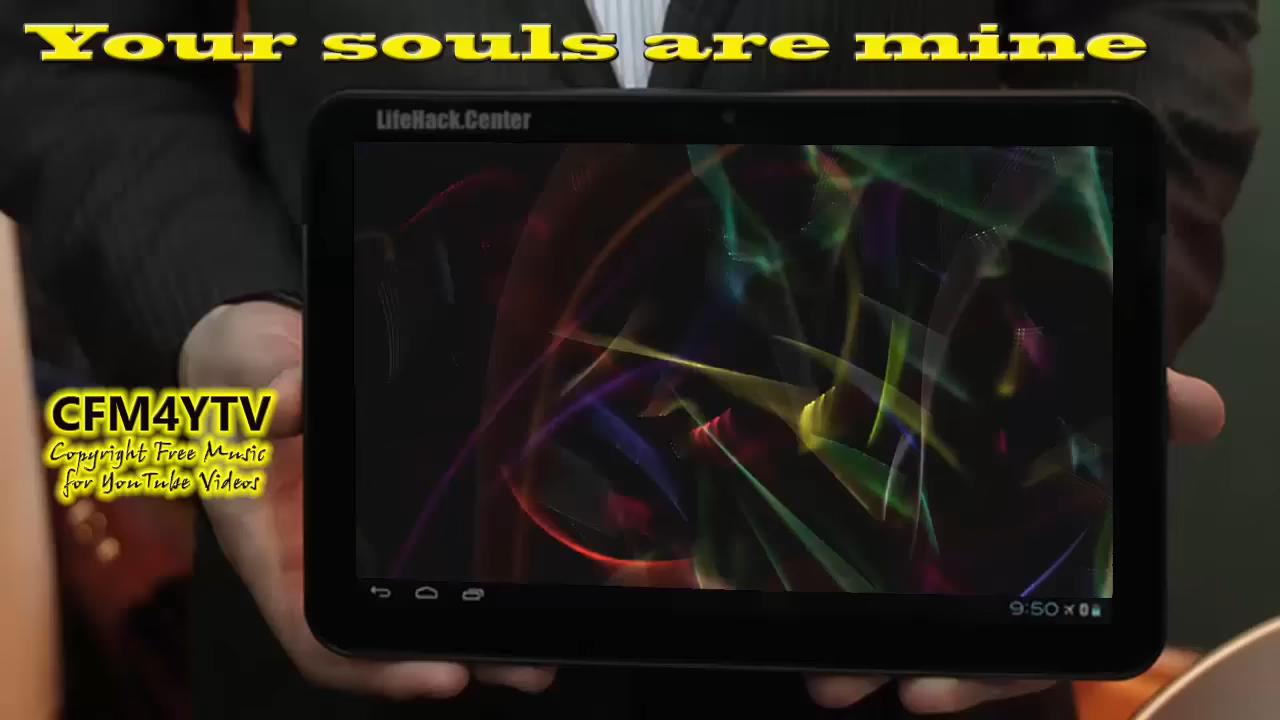 Your souls are mine
LifeHack.Center
CFM4YTV
Copyright Free Music
for YouTube Videos
9:50